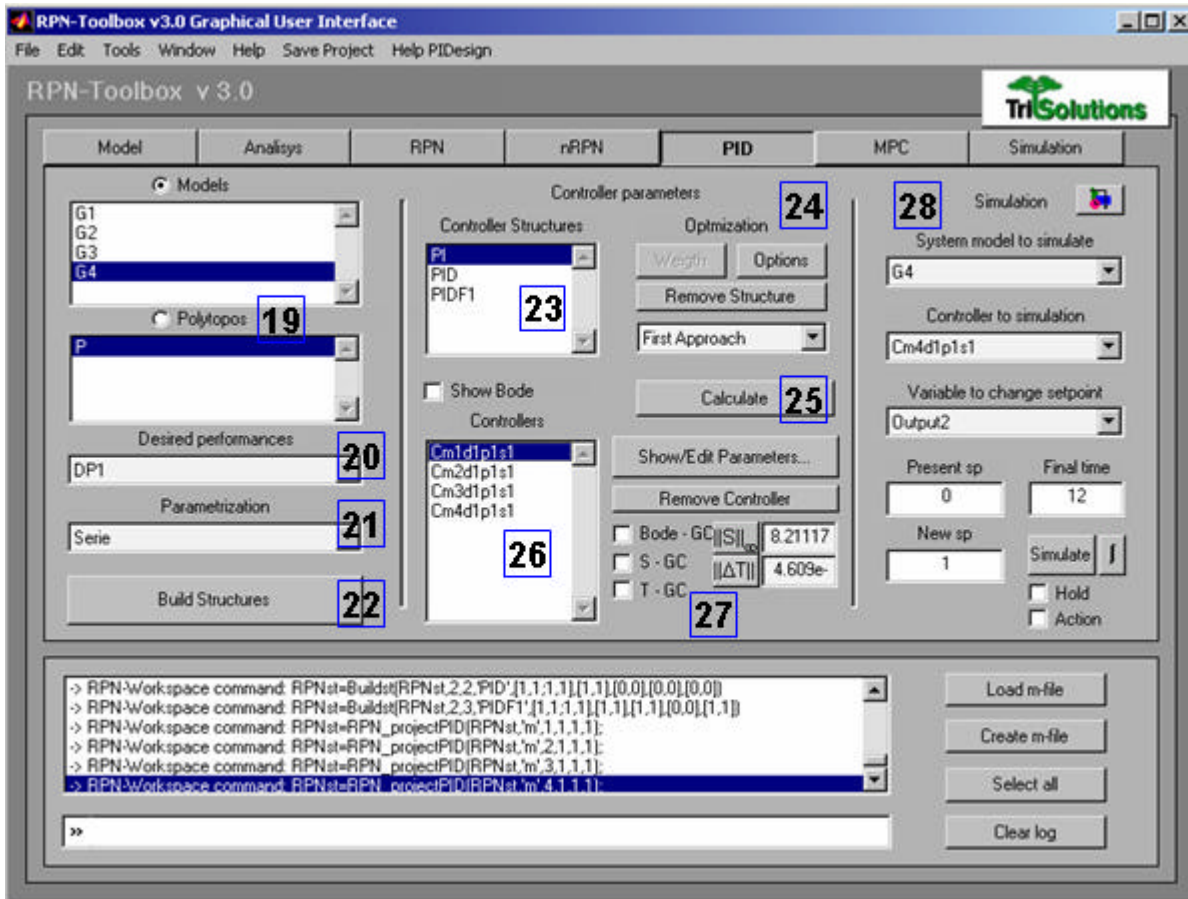 RPN-Toolbox v3.0 Graphical User Interface
File Edit Tools Window Help Save Project Help PIDesign
RPN-Toolbox v 3.0
TriSolutions
Model Analisys RPN nRPN PID MPC Simulation
Models
G1
G2
G3
G4
Polytopos
19
P
Desired performances
20
DP1
Parametrization
21
Serie
Build Structures
22
Controller parameters
24
Controller Structures
PI
PID
PIDF1
23
Optmization
Weigth
Options
Remove Structure
First Approach
Show Bode
Calculate
25
Controllers
Cm1d1p1s1
Cm2d1p1s1
Cm3d1p1s1
Cm4d1p1s1
26
Show/Edit Parameters...
Remove Controller
Bode - GC
||S||∞
8.21117
S - GC
||ΔT||
4.609e-
T - GC
27
28
Simulation
System model to simulate
G4
Controller to simulation
Cm4d1p1s1
Variable to change setpoint
Output2
Present sp
Final time
0
12
New sp
1
Simulate
∫
Hold
Action
-> RPN-Workspace command: RPNst=Buildst(RPNst,2,2,'PID',[1,1;1,1],[1,1],[0,0],[0,0],[0,0])
-> RPN-Workspace command: RPNst=Buildst(RPNst,2,3,'PIDF1',[1,1;1,1],[1,1],[1,1],[0,0],[1,1])
-> RPN-Workspace command: RPNst=RPN_projectPID(RPNst,'m',1,1,1,1);
-> RPN-Workspace command: RPNst=RPN_projectPID(RPNst,'m',2,1,1,1);
-> RPN-Workspace command: RPNst=RPN_projectPID(RPNst,'m',3,1,1,1);
-> RPN-Workspace command: RPNst=RPN_projectPID(RPNst,'m',4,1,1,1);
>>
Load m-file
Create m-file
Select all
Clear log